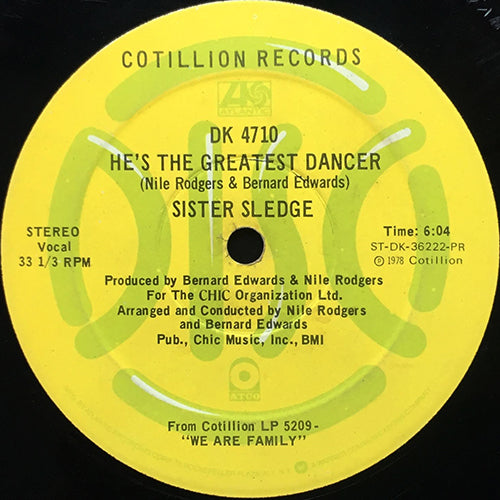 COTILLION RECORDS
ATLANTIC
DK 4710
HE'S THE GREATEST DANCER
(Nile Rodgers & Bernard Edwards)
SISTER SLEDGE
STEREO
Vocal
33 1/3 RPM
Time: 6:04
ST-DK-36222-PR
Ⓟ 1978 Cotillion
Produced by Bernard Edwards & Nile Rodgers
For The CHIC Organization Ltd.
Arranged and Conducted by Nile Rodgers
and Bernard Edwards
Pub., Chic Music, Inc., BMI
ATCO
From Cotillion LP 5209-
"WE ARE FAMILY"